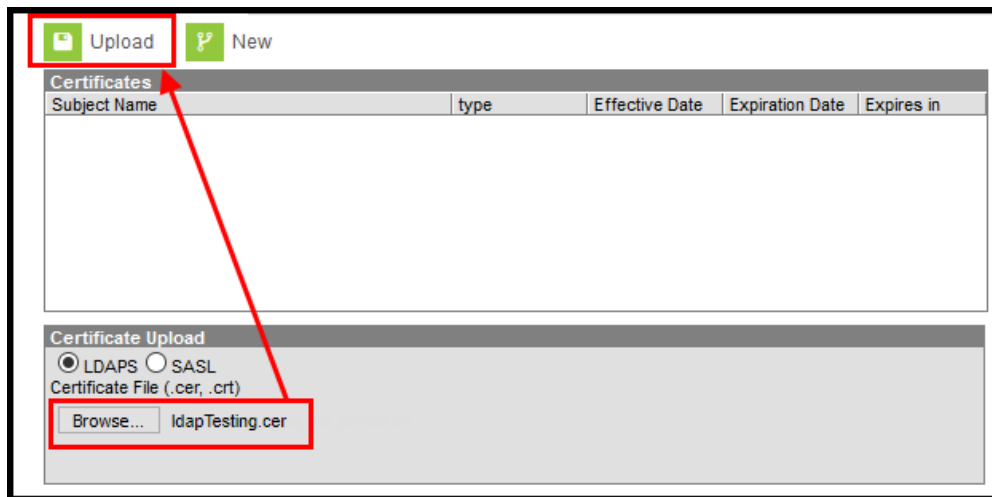 Upload New
Certificates
Subject Name type Effective Date Expiration Date Expires in
Certificate Upload
LDAPS SASL
Certificate File (.cer, .crt)
Browse... ldapTesting.cer